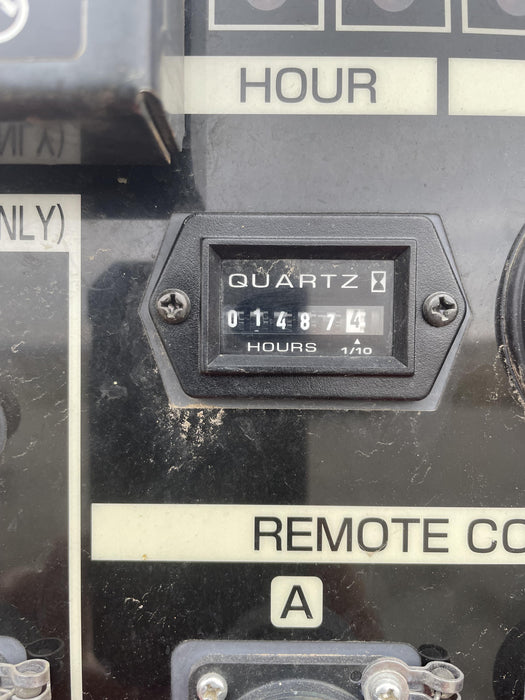 HOUR
NLY)
QUARTZ
014874
HOURS 1/10
REMOTE CO
A